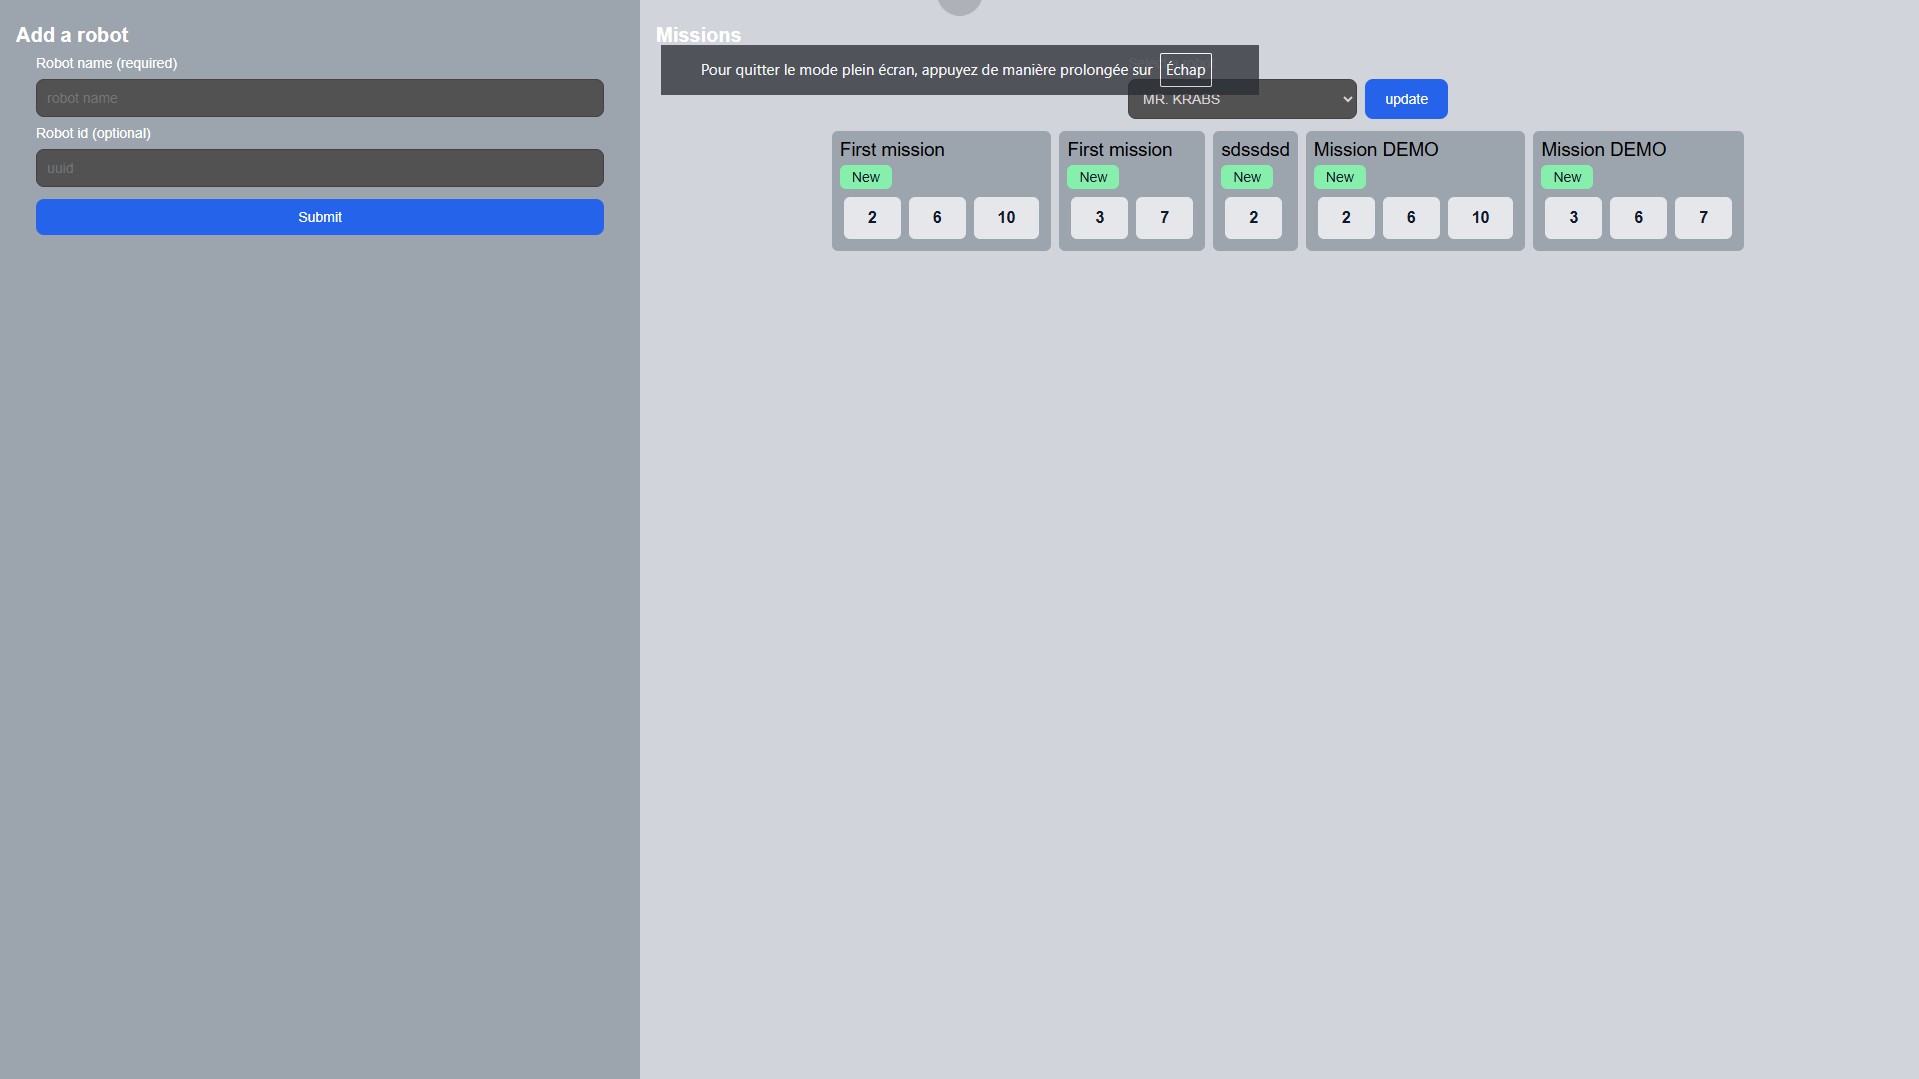 Add a robot
Robot name (required)
robot name
Robot id (optional)
uuid
Submit
Missions
Pour quitter le mode plein écran, appuyez de manière prolongée sur Échap
MR. KRABS
update
First mission
New
2 6 10
First mission
New
3 7
sdssdsd
New
2
Mission DEMO
New
2 6 10
Mission DEMO
New
3 6 7